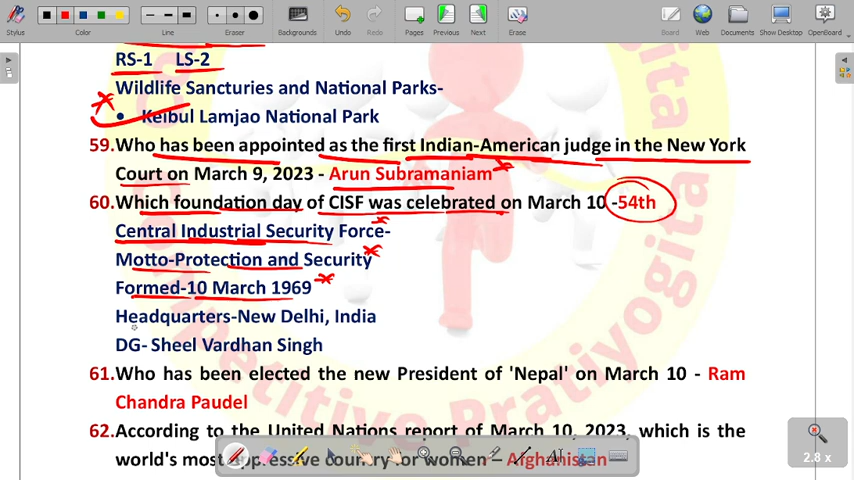 Stylus
Color
Line
Eraser
Backgrounds
Undo
Redo
Pages
Previous
Next
Erase
Board
Web
Documents
Show Desktop
OpenBoard
RS-1 LS-2
Wildlife Sancturies and National Parks-
• Keibul Lamjao National Park
59.Who has been appointed as the first Indian-American judge in the New York
Court on March 9, 2023 - Arun Subramaniam
60.Which foundation day of CISF was celebrated on March 10 -54th
Central Industrial Security Force-
Motto-Protection and Security
Formed-10 March 1969
Headquarters-New Delhi, India
DG- Sheel Vardhan Singh
61.Who has been elected the new President of 'Nepal' on March 10 - Ram
Chandra Paudel
62.According to the United Nations report of March 10, 2023, which is the
world's most oppressive country for women - Afghanistan
2.8 x
Competitive Pratiyogita